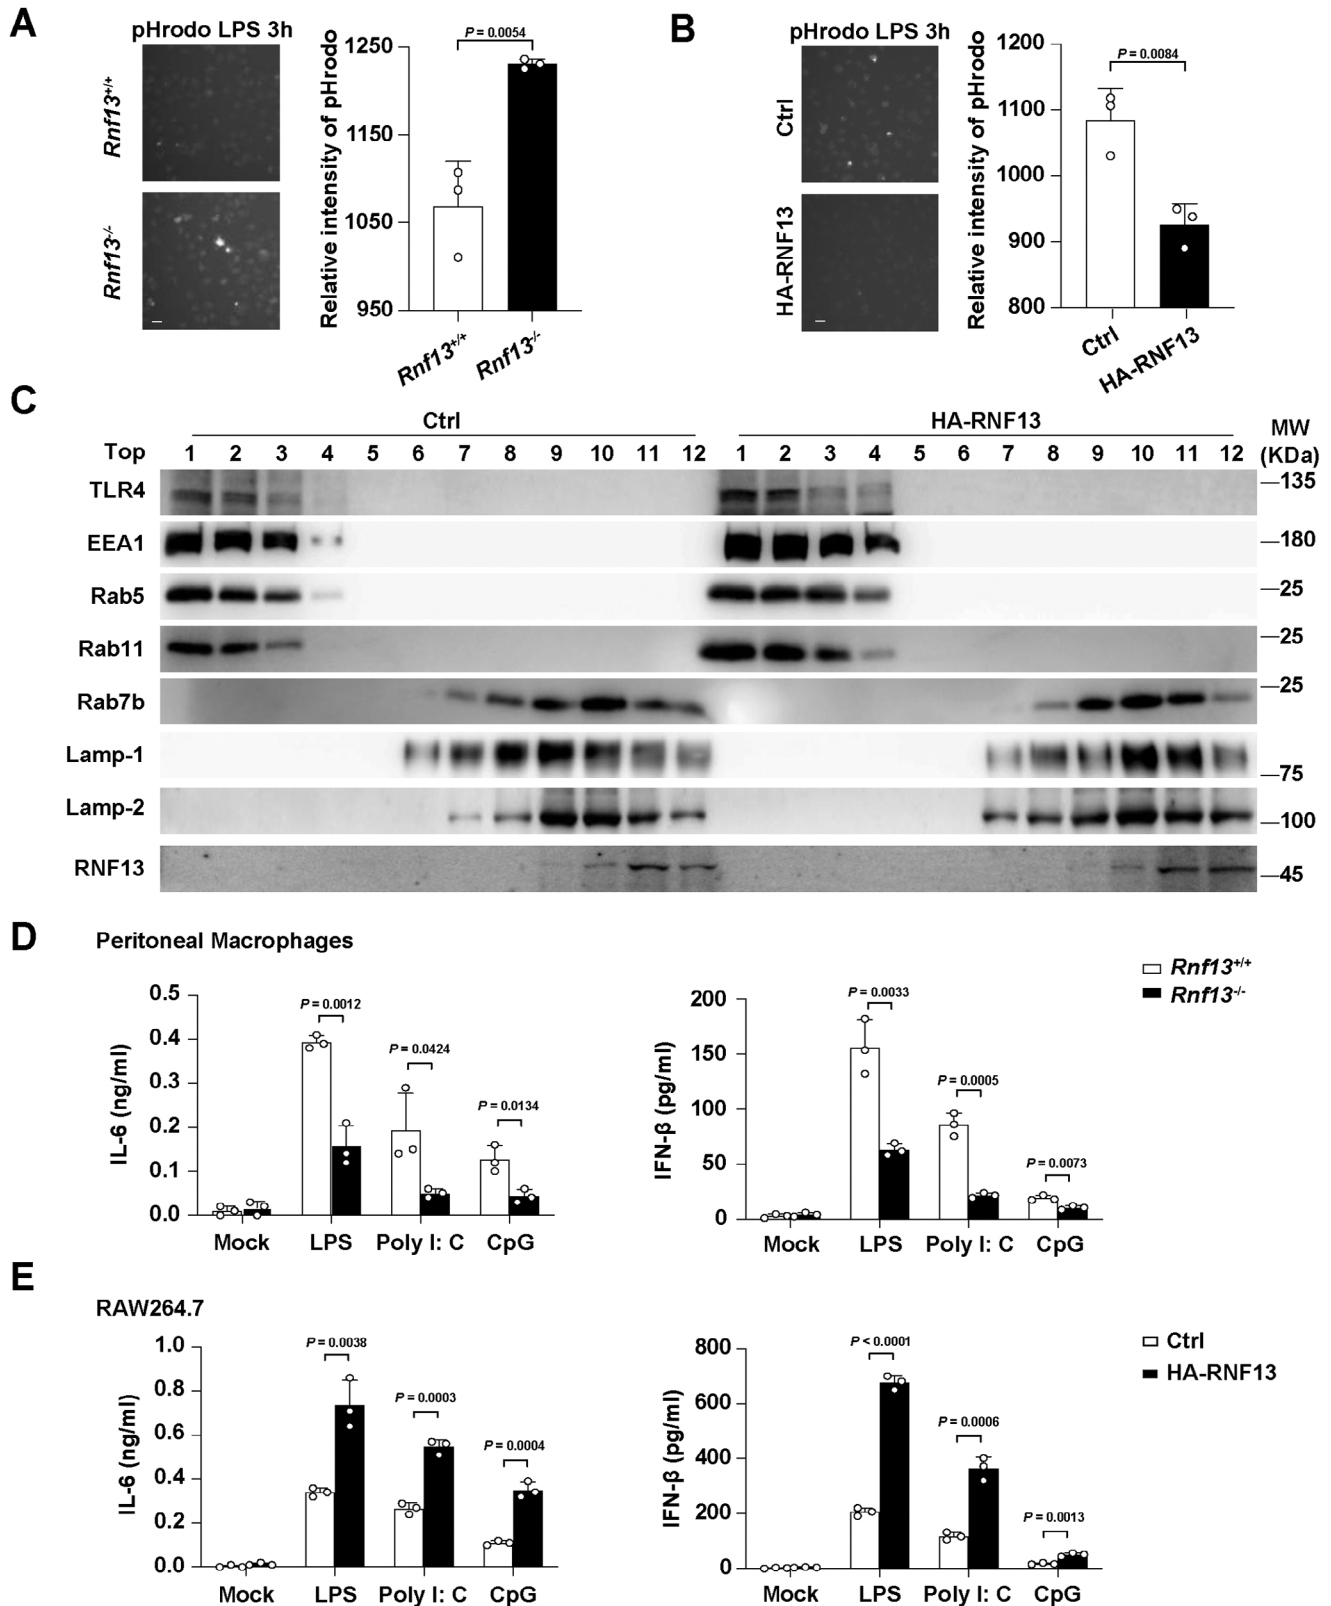 A
pHrodo LPS 3h
Rnf13+/+
Rnf13-/-
Relative intensity of pHrodo
1250
1150
1050
950
P = 0.0054
Rnf13+/+
Rnf13-/-
B
pHrodo LPS 3h
Ctrl
HA-RNF13
Relative intensity of pHrodo
1200
1100
1000
900
800
P = 0.0084
Ctrl
HA-RNF13
C
Ctrl
HA-RNF13
MW
(KDa)
Top 1 2 3 4 5 6 7 8 9 10 11 12 1 2 3 4 5 6 7 8 9 10 11 12
TLR4 —135
EEA1 —180
Rab5 —25
Rab11 —25
Rab7b —25
Lamp-1 —75
Lamp-2 —100
RNF13 —45
D
Peritoneal Macrophages
Rnf13+/+
Rnf13-/-
IL-6 (ng/ml)
0.5
0.4
0.3
0.2
0.1
0.0
P = 0.0012
P = 0.0424
P = 0.0134
Mock LPS Poly I: C CpG
IFN-β (pg/ml)
200
150
100
50
0
P = 0.0033
P = 0.0005
P = 0.0073
Mock LPS Poly I: C CpG
E
RAW264.7
Ctrl
HA-RNF13
IL-6 (ng/ml)
1.0
0.8
0.6
0.4
0.2
0.0
P = 0.0038
P = 0.0003
P = 0.0004
Mock LPS Poly I: C CpG
IFN-β (pg/ml)
800
600
400
200
0
P < 0.0001
P = 0.0006
P = 0.0013
Mock LPS Poly I: C CpG